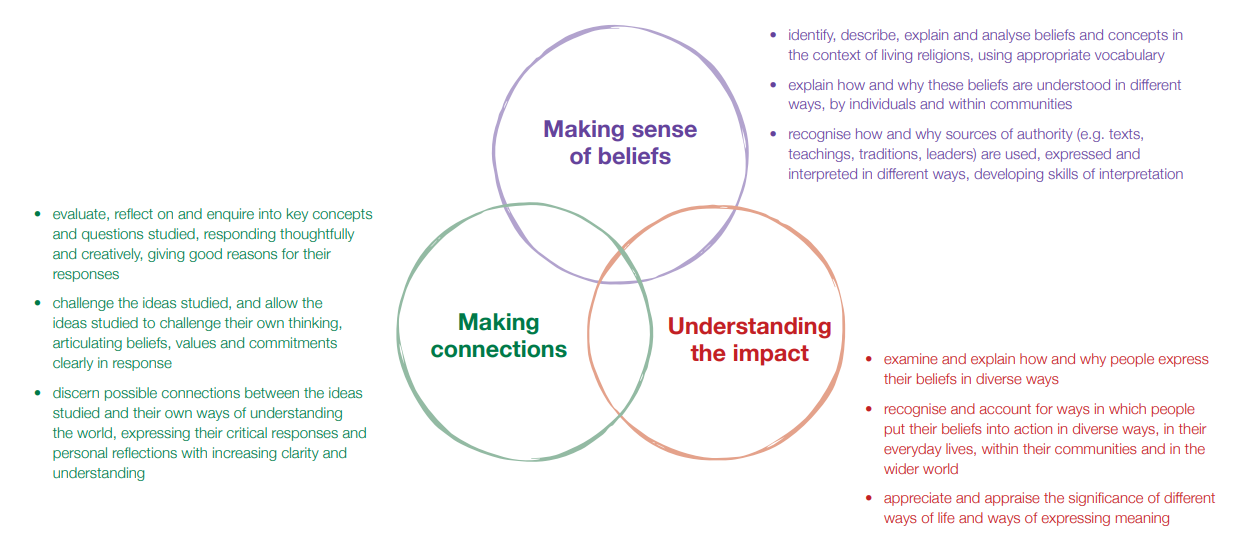 Making sense
of beliefs
• identify, describe, explain and analyse beliefs and concepts in
the context of living religions, using appropriate vocabulary
• explain how and why these beliefs are understood in different
ways, by individuals and within communities
• recognise how and why sources of authority (e.g. texts,
teachings, traditions, leaders) are used, expressed and
interpreted in different ways, developing skills of interpretation
• evaluate, reflect on and enquire into key concepts
and questions studied, responding thoughtfully
and creatively, giving good reasons for their
responses
• challenge the ideas studied, and allow the
ideas studied to challenge their own thinking,
articulating beliefs, values and commitments
clearly in response
• discern possible connections between the ideas
studied and their own ways of understanding
the world, expressing their critical responses and
personal reflections with increasing clarity and
understanding
Making
connections
Understanding
the impact
• examine and explain how and why people express
their beliefs in diverse ways
• recognise and account for ways in which people
put their beliefs into action in diverse ways, in their
everyday lives, within their communities and in the
wider world
• appreciate and appraise the significance of different
ways of life and ways of expressing meaning